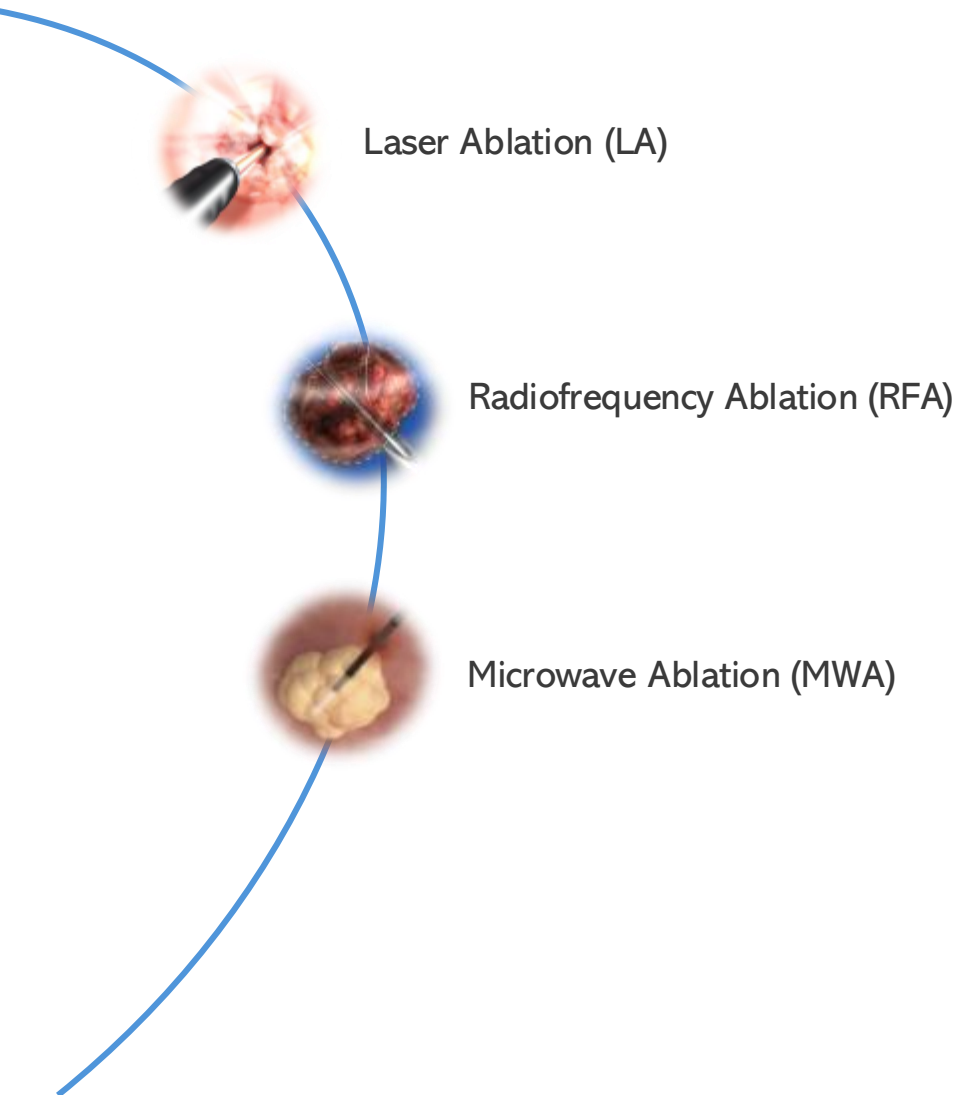 Laser Ablation (LA)
Radiofrequency Ablation (RFA)
Microwave Ablation (MWA)